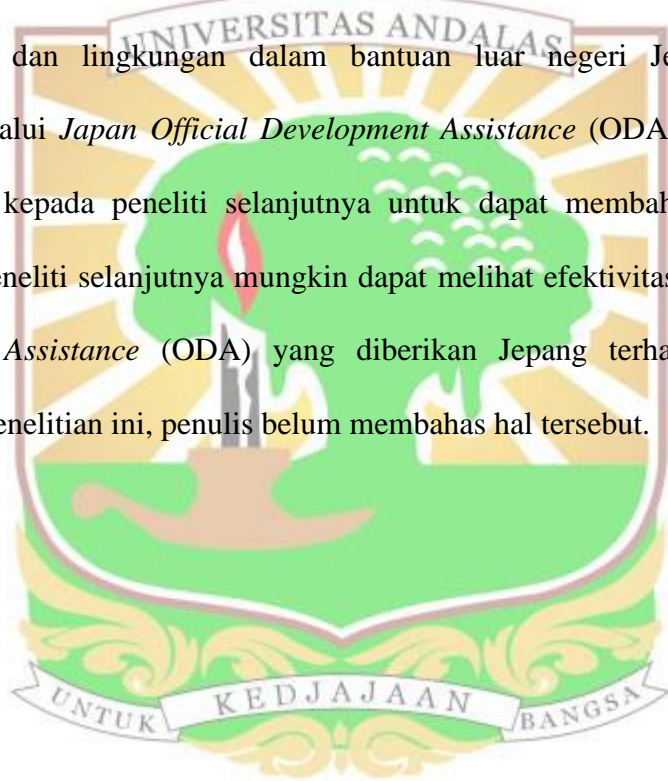 UNIVERSITAS ANDALAS
dan lingkungan dalam bantuan luar negeri Je
alui Japan Official Development Assistance (ODA
kepada peneliti selanjutnya untuk dapat membah
eneliti selanjutnya mungkin dapat melihat efektivitas
Assistance (ODA) yang diberikan Jepang terha
enelitian ini, penulis belum membahas hal tersebut.
UNTUK KEDJAJAAN BANGSA